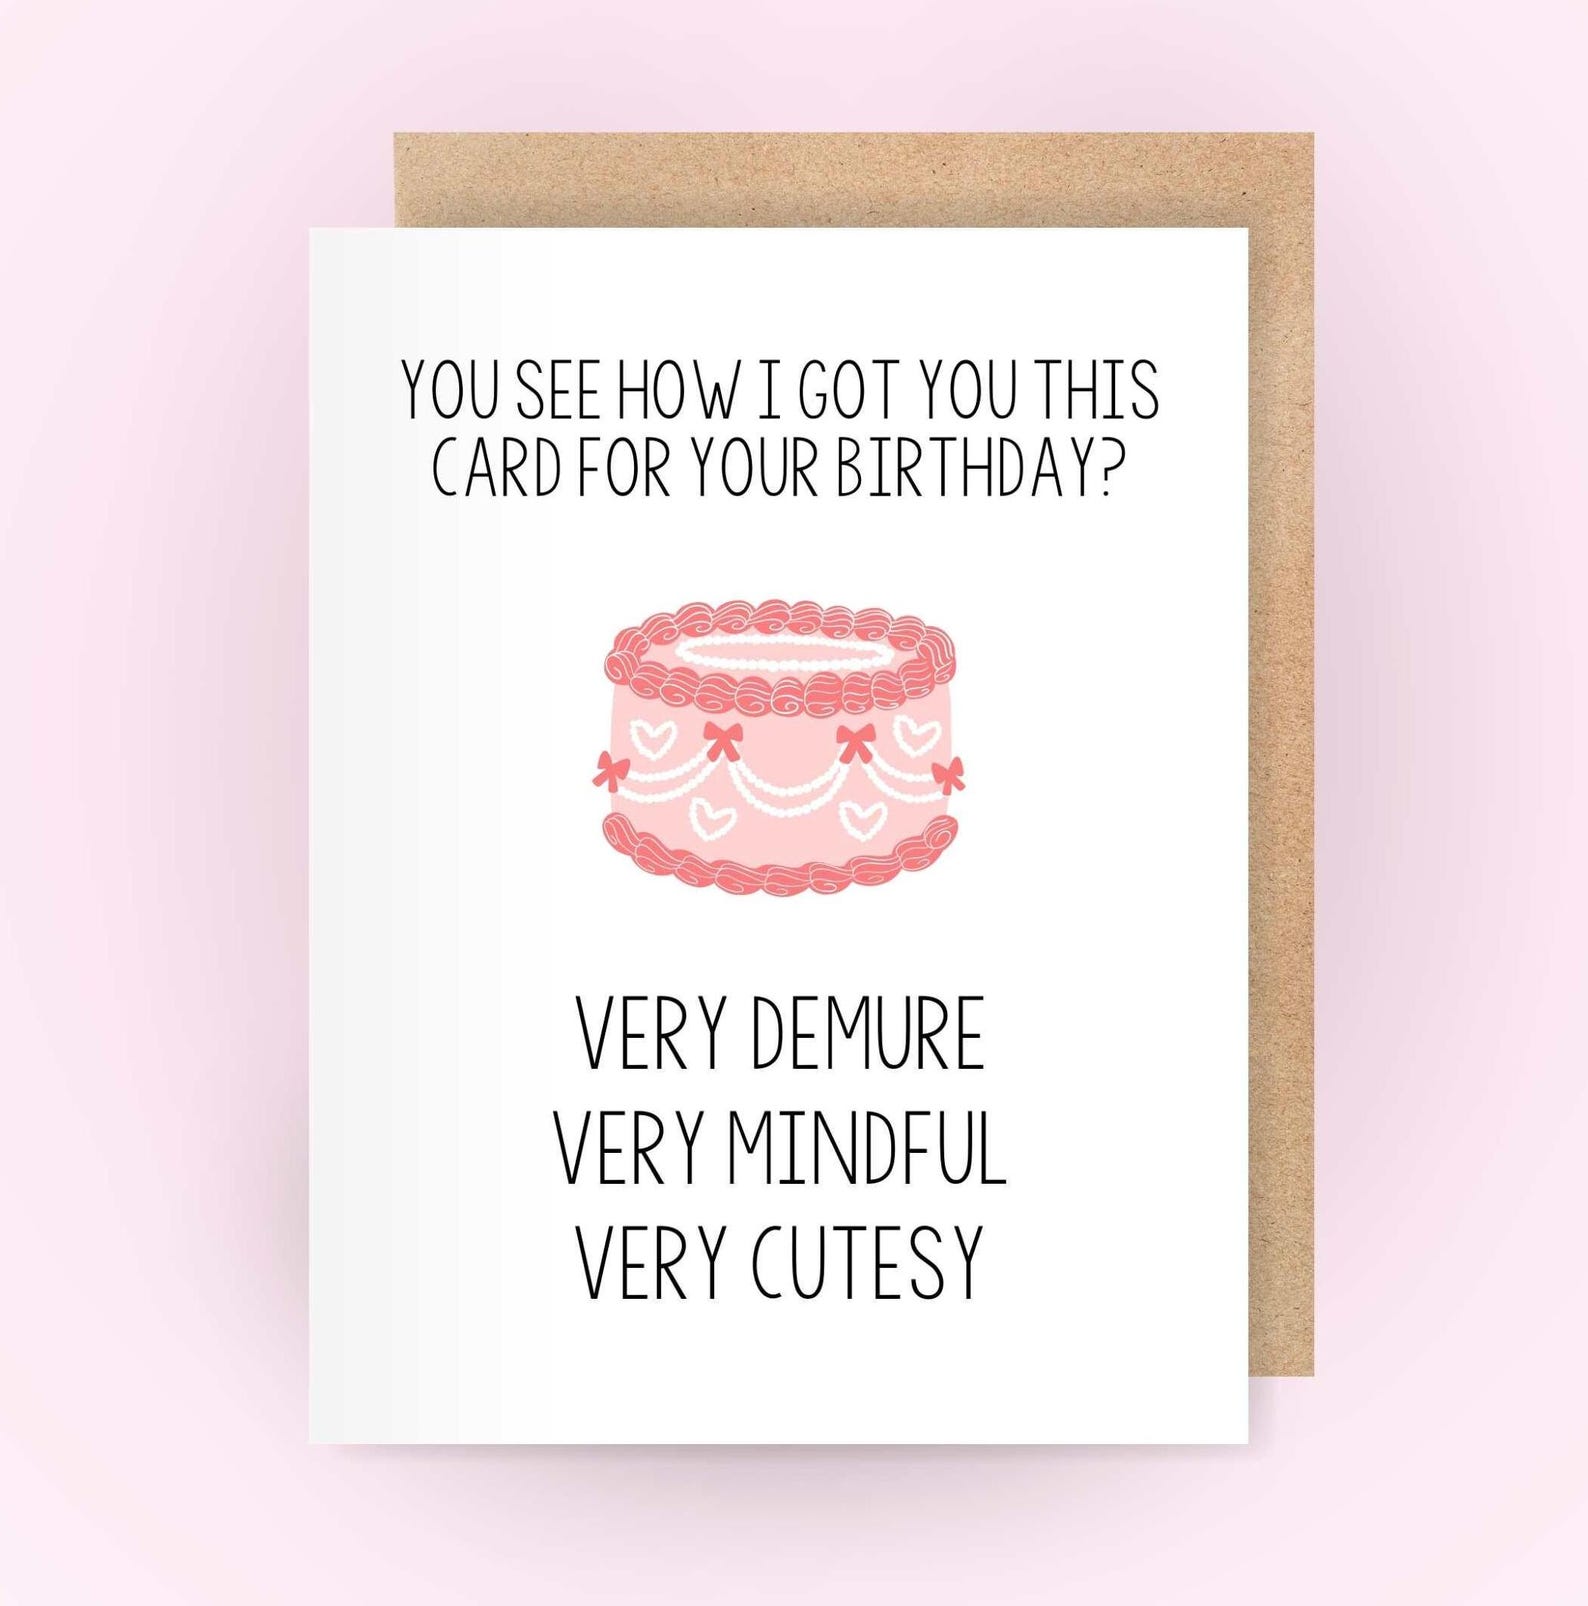 YOU SEE HOW I GOT YOU THIS
CARD FOR YOUR BIRTHDAY?
VERY DEMURE
VERY MINDFUL
VERY CUTESY